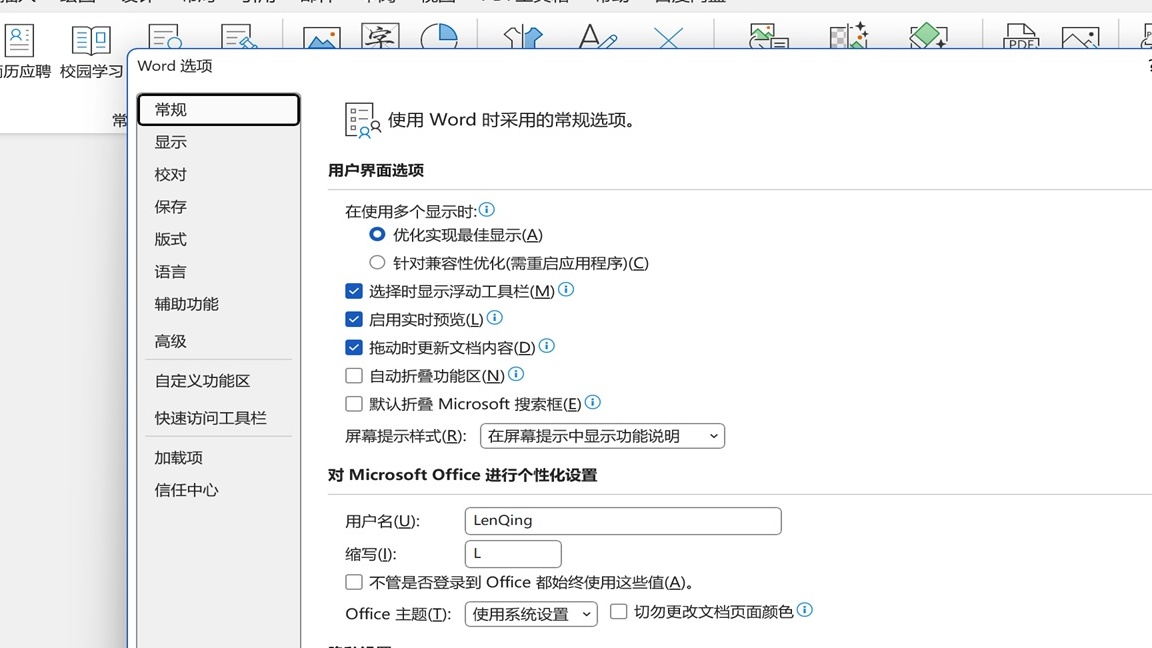 历应聘 校园学习
字
PDF
常
Word 选项
常规
显示
校对
保存
版式
语言
辅助功能
高级
自定义功能区
快速访问工具栏
加载项
信任中心
使用 Word 时采用的常规选项。
用户界面选项
在使用多个显示时:
优化实现最佳显示(A)
针对兼容性优化(需重启应用程序)(C)
选择时显示浮动工具栏(M)
启用实时预览(L)
拖动时更新文档内容(D)
自动折叠功能区(N)
默认折叠 Microsoft 搜索框(E)
屏幕提示样式(R): 在屏幕提示中显示功能说明
对 Microsoft Office 进行个性化设置
用户名(U): LenQing
缩写(I): L
不管是否登录到 Office 都始终使用这些值(A)。
Office 主题(T): 使用系统设置 切勿更改文档页面颜色